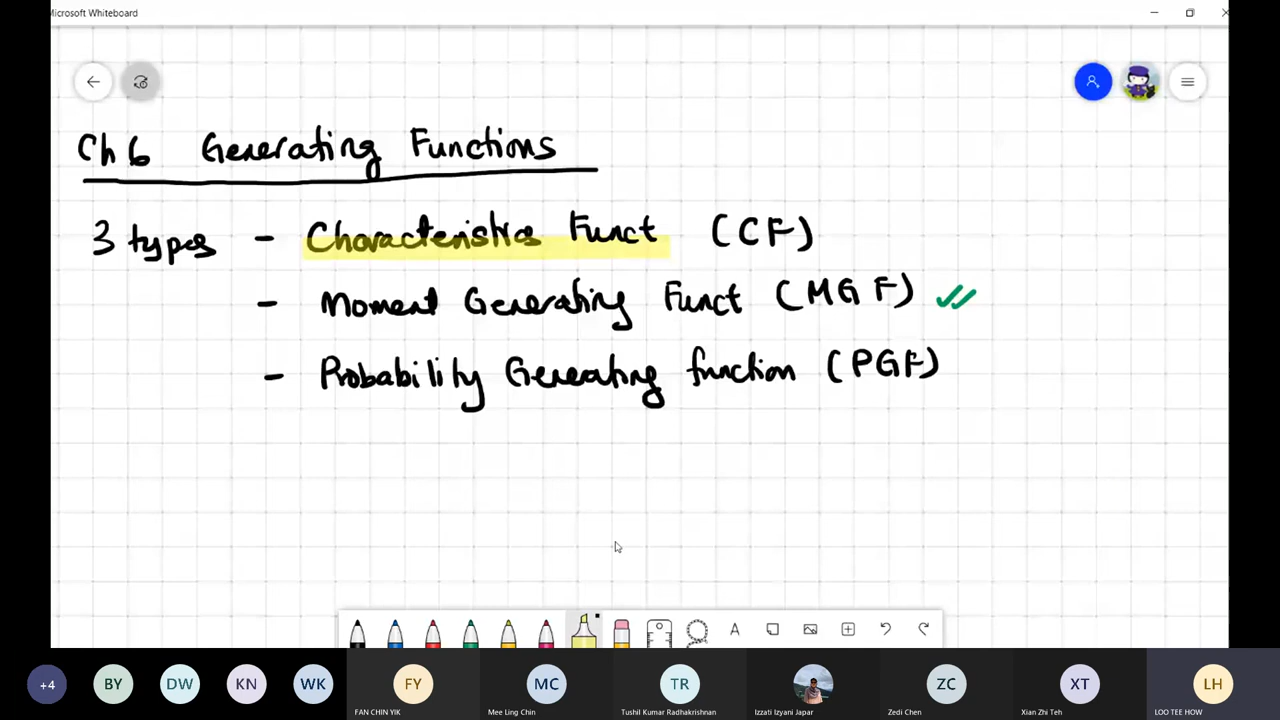 Microsoft Whiteboard
Ch 6 Generating Functions
3 types - Characteristics Funct (CF)
- Moment Generating Funct (MGF)
- Probability Generating function (PGF)
A
+4 BY DW KN WK FY MC TR ZC XT LH
FAN CHIN YIK Mee Ling Chin Tushil Kumar Radhakrishnan Izzati Izyani Japar Zedi Chen Xian Zhi Teh LOO TEE HOW